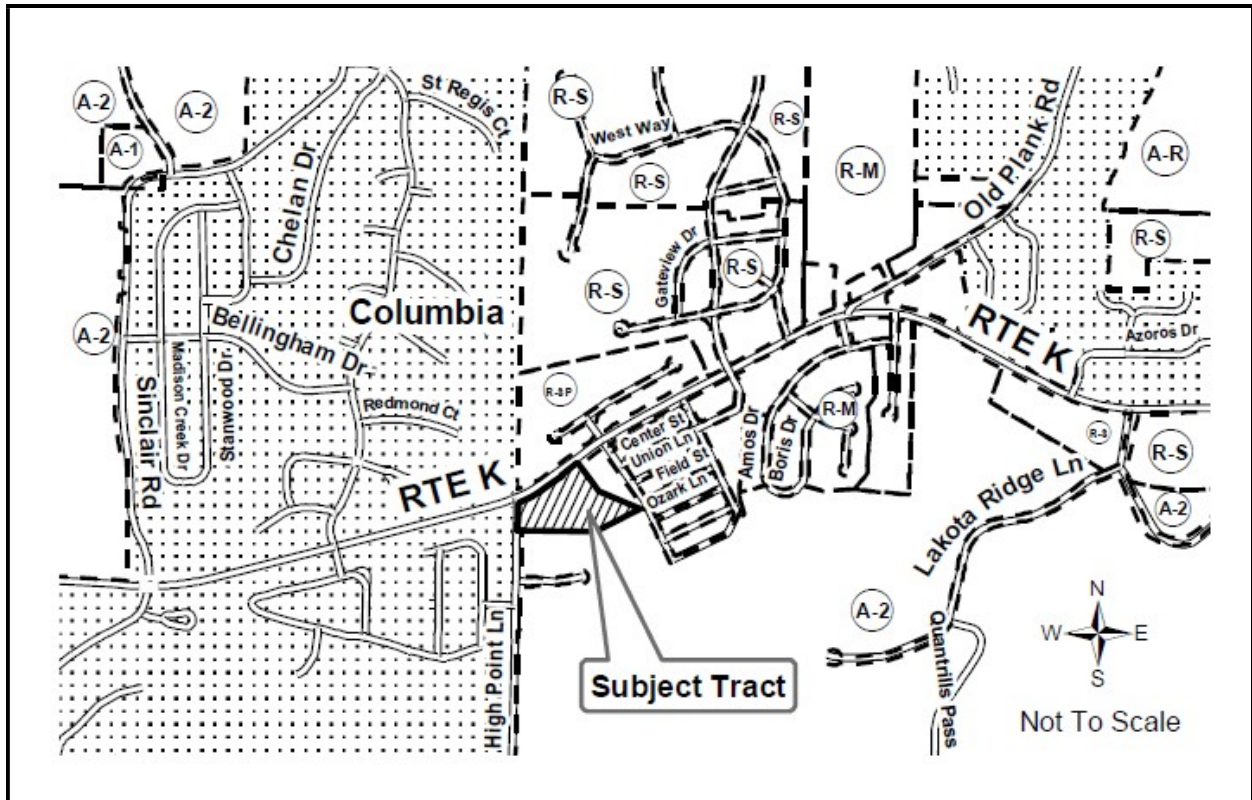 A-2
A-2
A-1
St Regis Ct
Chelan Dr
R-S
West Way
R-S
R-S
R-M
Old Plank Rd
A-R
R-S
Gateview Dr
R-S
R-S
Columbia
Bellingham Dr
A-2
Madison Creek Dr
Stanwood Dr
Sinclair Rd
Redmond Ct
RTE K
Azoros Dr
R-8P
Center St
Union Ln
Field St
Ozark Ln
Amos Dr
Boris Dr
R-M
R-8
R-S
A-2
RTE K
Lakota Ridge Ln
A-2
Quantrills Pass
High Point Ln
Subject Tract
N
W
E
S
Not To Scale